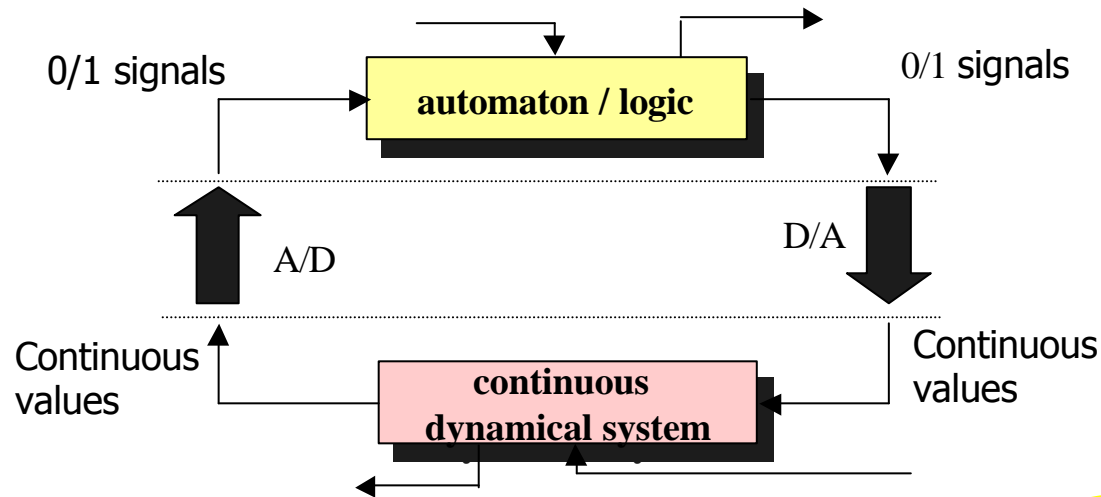 0/1 signals
automaton / logic
0/1 signals
A/D
D/A
Continuous
values
continuous
dynamical system
Continuous
values